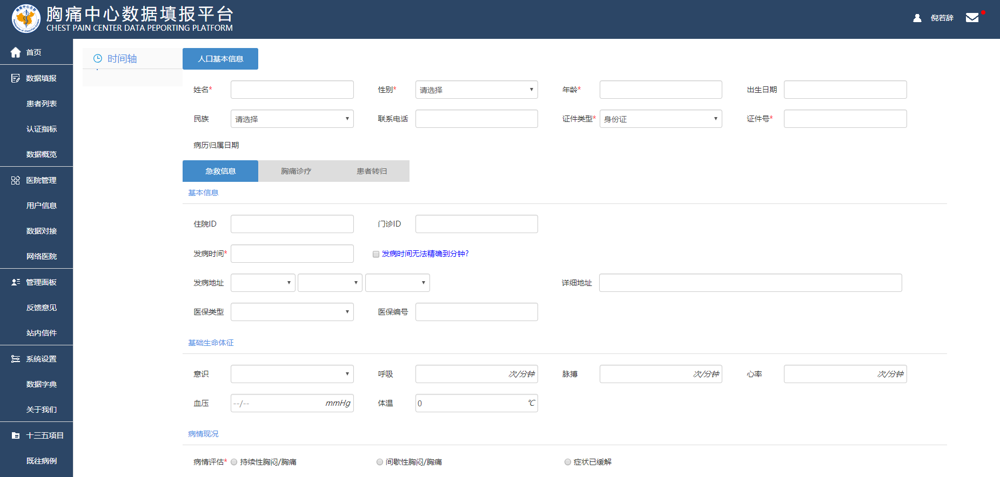 胸痛中心数据填报平台
CHEST PAIN CENTER DATA PEPORTING PLATFORM
倪若辞
首页
数据填报
患者列表
认证指标
数据概览
医院管理
用户信息
数据对接
网络医院
管理面板
反馈意见
站内信件
系统设置
数据字典
关于我们
十三五项目
既往病例
时间轴
人口基本信息
姓名* 性别* 请选择 年龄* 出生日期
民族 请选择 联系电话 证件类型* 身份证 证件号*
病历归属日期
急救信息 胸痛诊疗 患者转归
基本信息
住院ID 门诊ID
发病时间* 发病时间无法精确到分钟?
发病地址 详细地址
医保类型 医保编号
基础生命体征
意识 呼吸 次/分钟 脉搏 次/分钟 心率 次/分钟
血压 --/-- mmHg 体温 0 ℃
病情现况
病情评估* 持续性胸闷/胸痛 间歇性胸闷/胸痛 症状已缓解